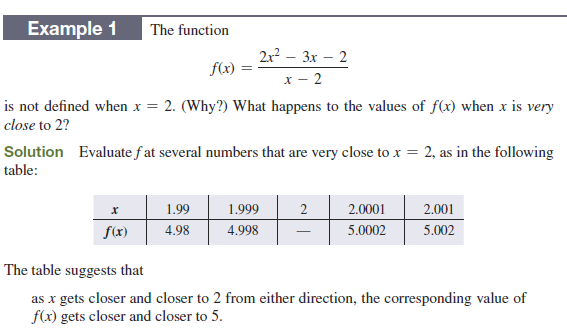 Example 1 The function
f(x) = (2x² − 3x − 2)/(x − 2)
is not defined when x = 2. (Why?) What happens to the values of f(x) when x is very
close to 2?
Solution Evaluate f at several numbers that are very close to x = 2, as in the following
table:
x 1.99 1.999 2 2.0001 2.001
f(x) 4.98 4.998 — 5.0002 5.002
The table suggests that
as x gets closer and closer to 2 from either direction, the corresponding value of
f(x) gets closer and closer to 5.